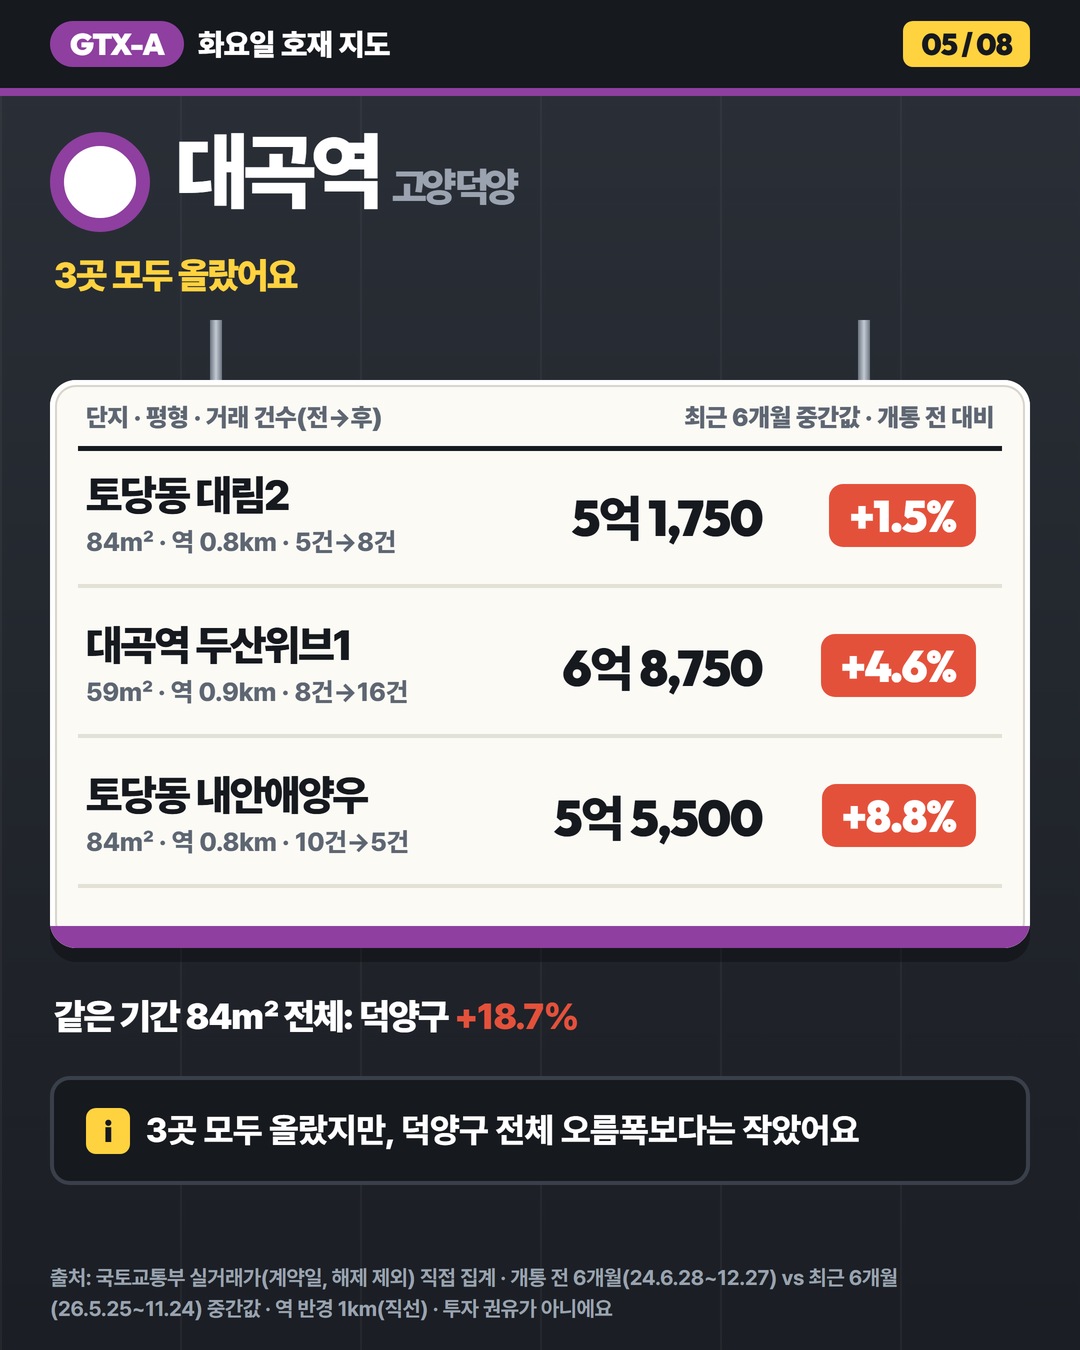 GTX-A 화요일 호재 지도
05 / 08
대곡역 고양덕양
3곳 모두 올랐어요
단지 · 평형 · 거래 건수(전→후)
최근 6개월 중간값 · 개통 전 대비
토당동 대림2
84m² · 역 0.8km · 5건→8건
5억 1,750
+1.5%
대곡역 두산위브1
59m² · 역 0.9km · 8건→16건
6억 8,750
+4.6%
토당동 내안애양우
84m² · 역 0.8km · 10건→5건
5억 5,500
+8.8%
같은 기간 84m² 전체: 덕양구 +18.7%
i 3곳 모두 올랐지만, 덕양구 전체 오름폭보다는 작았어요
출처: 국토교통부 실거래가(계약일, 해제 제외) 직접 집계 · 개통 전 6개월(24.6.28~12.27) vs 최근 6개월
(26.5.25~11.24) 중간값 · 역 반경 1km(직선) · 투자 권유가 아니에요